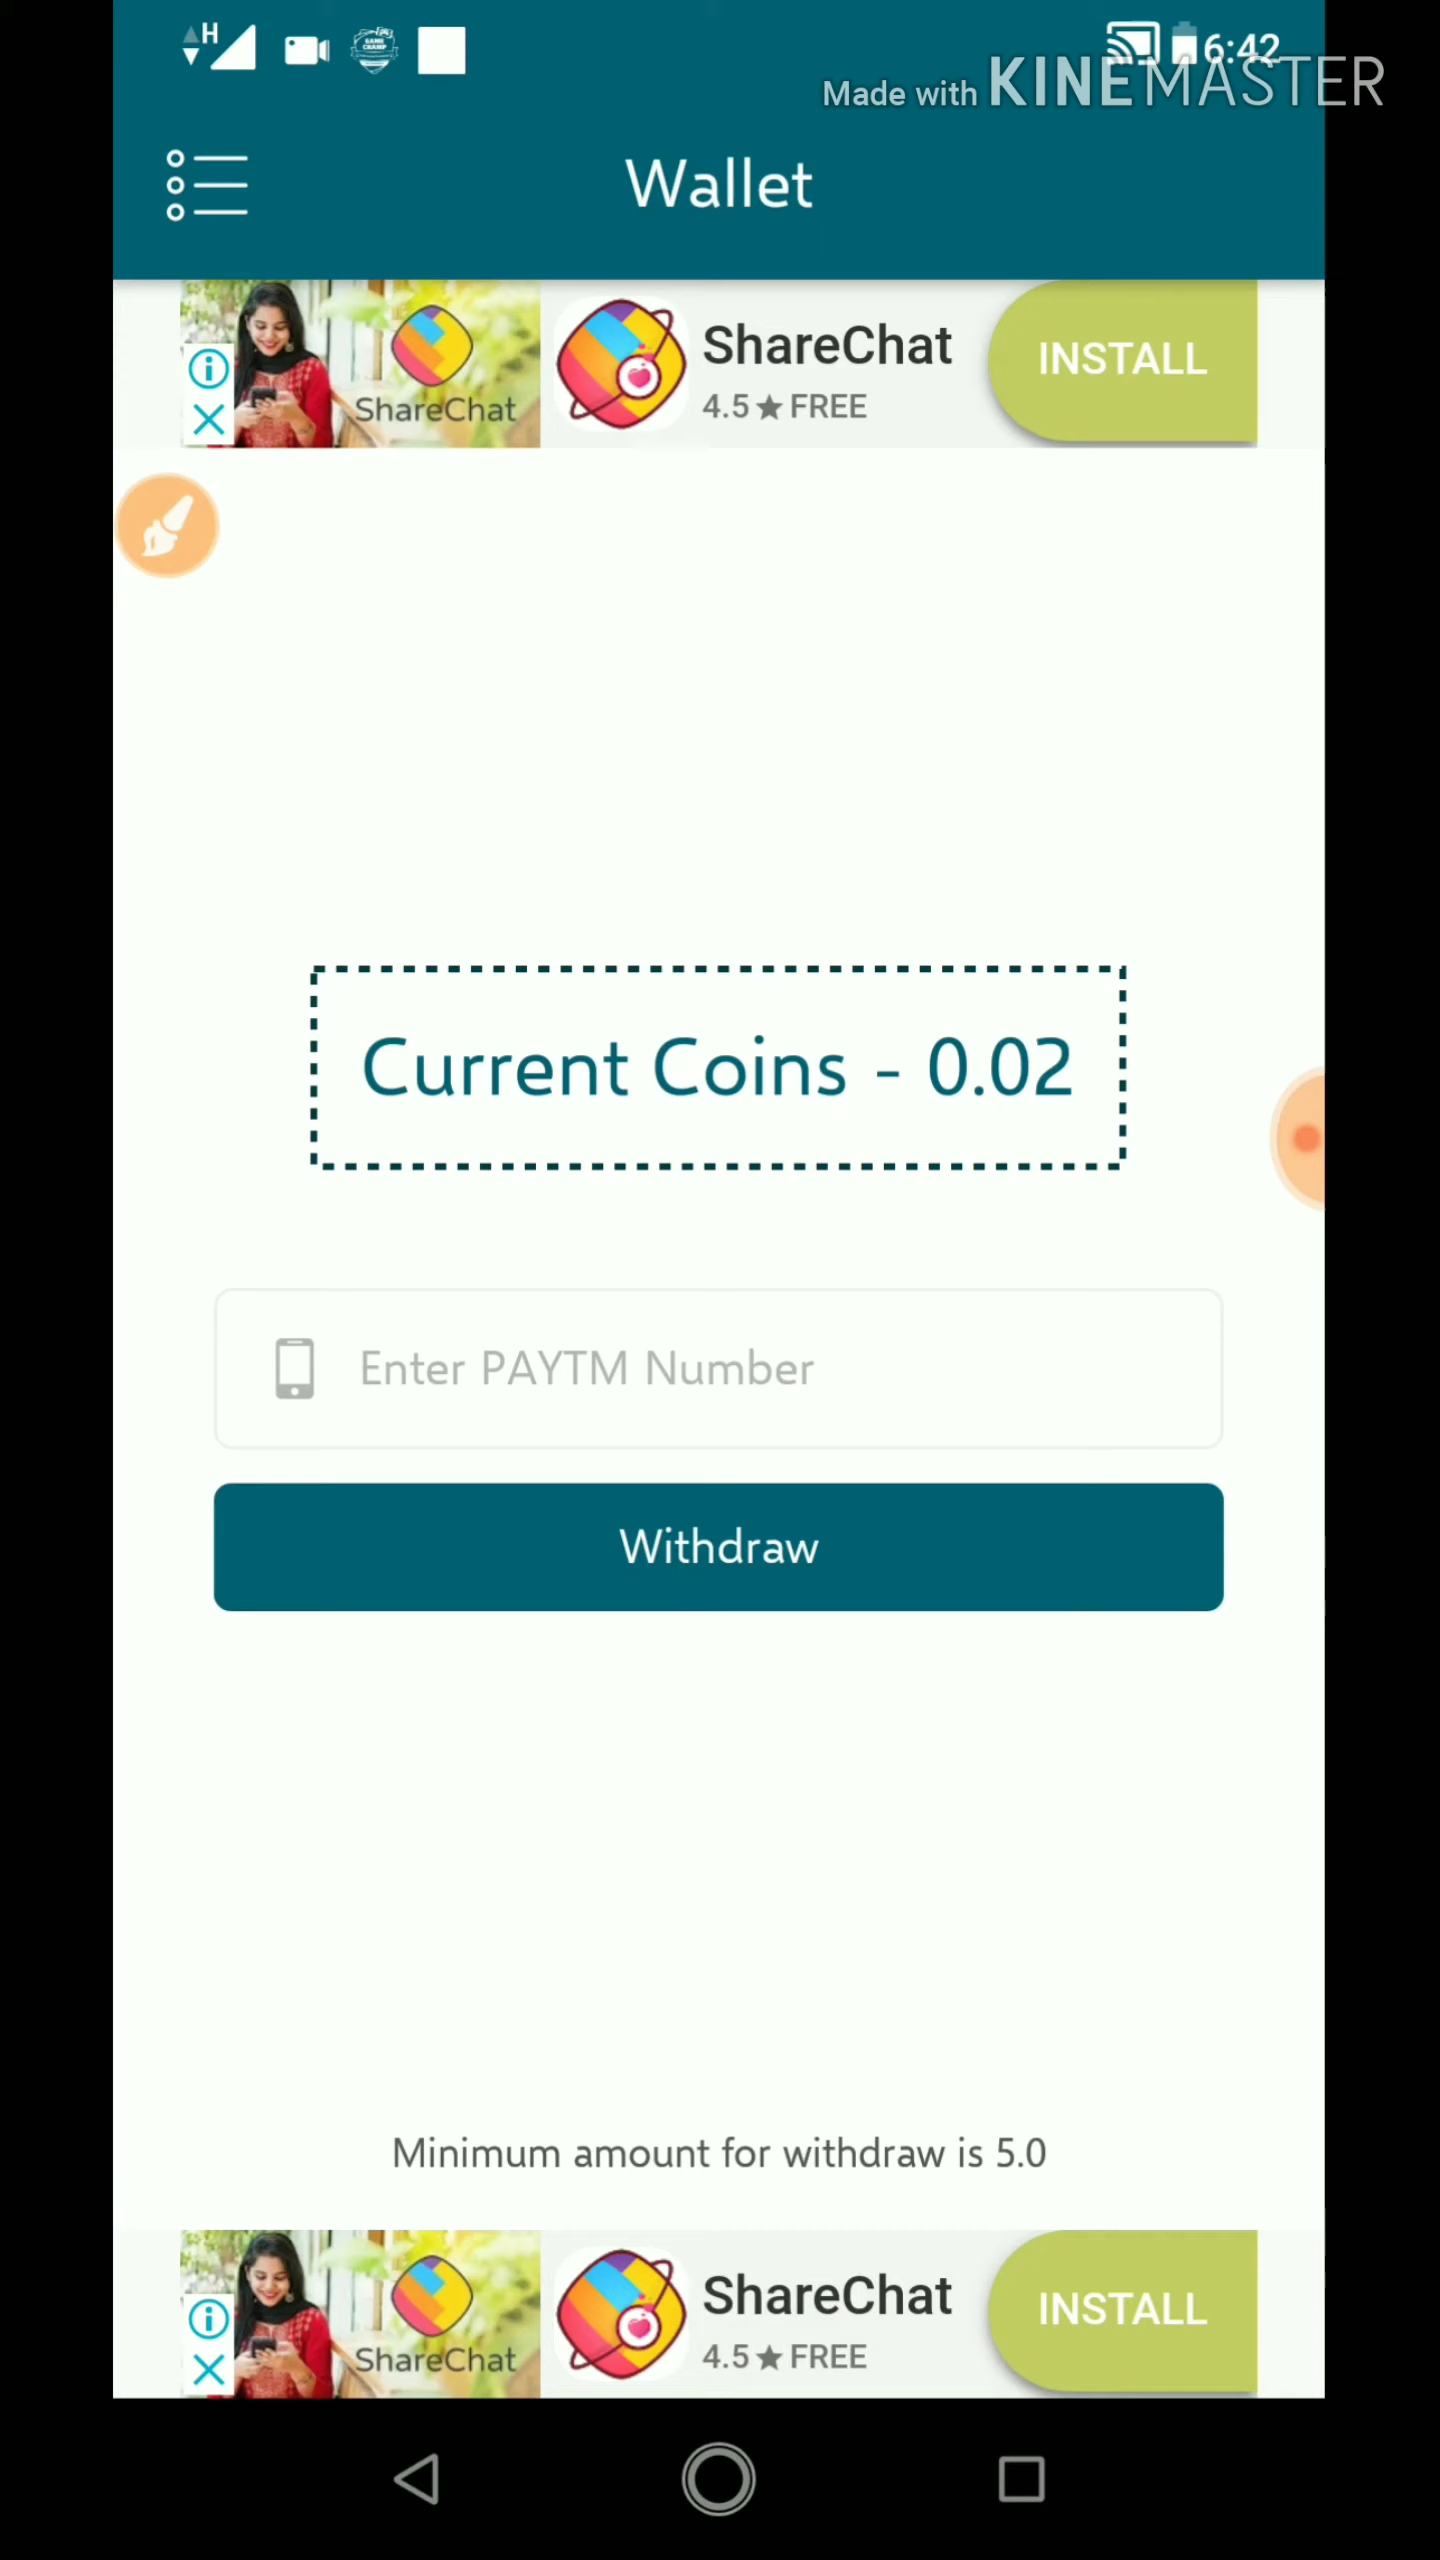 H
6:42
Made with KINEMASTER
Wallet
ShareChat
ShareChat
4.5★ FREE
INSTALL
Current Coins - 0.02
Enter PAYTM Number
Withdraw
Minimum amount for withdraw is 5.0
ShareChat
ShareChat
4.5★ FREE
INSTALL